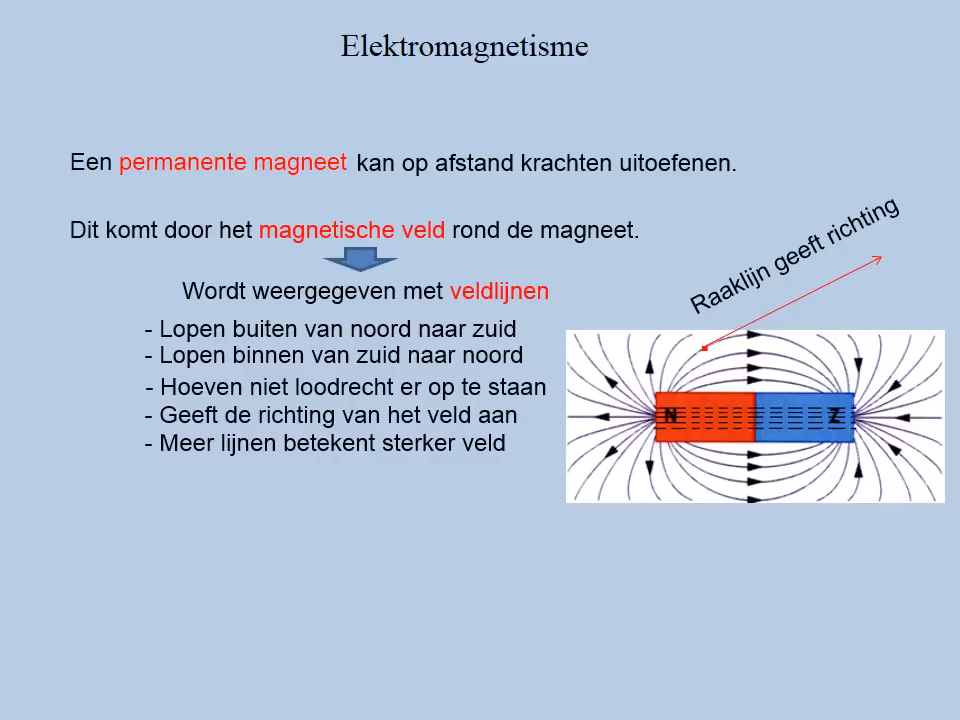 Elektromagnetisme
Een permanente magneet kan op afstand krachten uitoefenen.
Dit komt door het magnetische veld rond de magneet.
Wordt weergegeven met veldlijnen
- Lopen buiten van noord naar zuid
- Lopen binnen van zuid naar noord
- Hoeven niet loodrecht er op te staan
- Geeft de richting van het veld aan
- Meer lijnen betekent sterker veld
Raaklijn geeft richting
N
Z